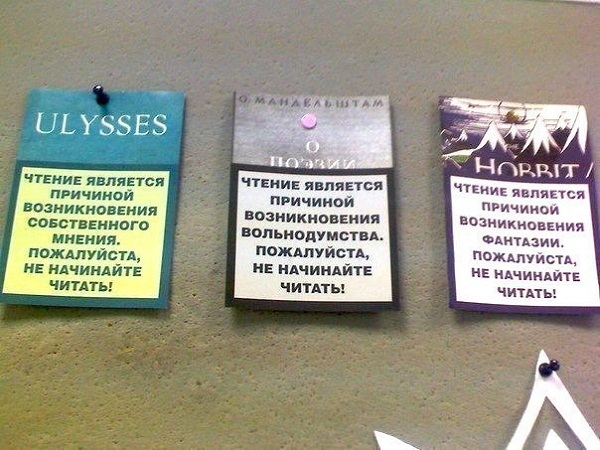 ULYSSES
ЧТЕНИЕ ЯВЛЯЕТСЯ
ПРИЧИНОЙ
ВОЗНИКНОВЕНИЯ
СОБСТВЕННОГО
МНЕНИЯ.
ПОЖАЛУЙСТА,
НЕ НАЧИНАЙТЕ
ЧИТАТЬ!
О. МАНДЕЛЬШТАМ
О
ПОЭЗИИ
ЧТЕНИЕ ЯВЛЯЕТСЯ
ПРИЧИНОЙ
ВОЗНИКНОВЕНИЯ
ВОЛЬНОДУМСТВА.
ПОЖАЛУЙСТА,
НЕ НАЧИНАЙТЕ
ЧИТАТЬ!
HOBBIT
ЧТЕНИЕ ЯВЛЯЕТСЯ
ПРИЧИНОЙ
ВОЗНИКНОВЕНИЯ
ФАНТАЗИИ.
ПОЖАЛУЙСТА,
НЕ НАЧИНАЙТЕ
ЧИТАТЬ!